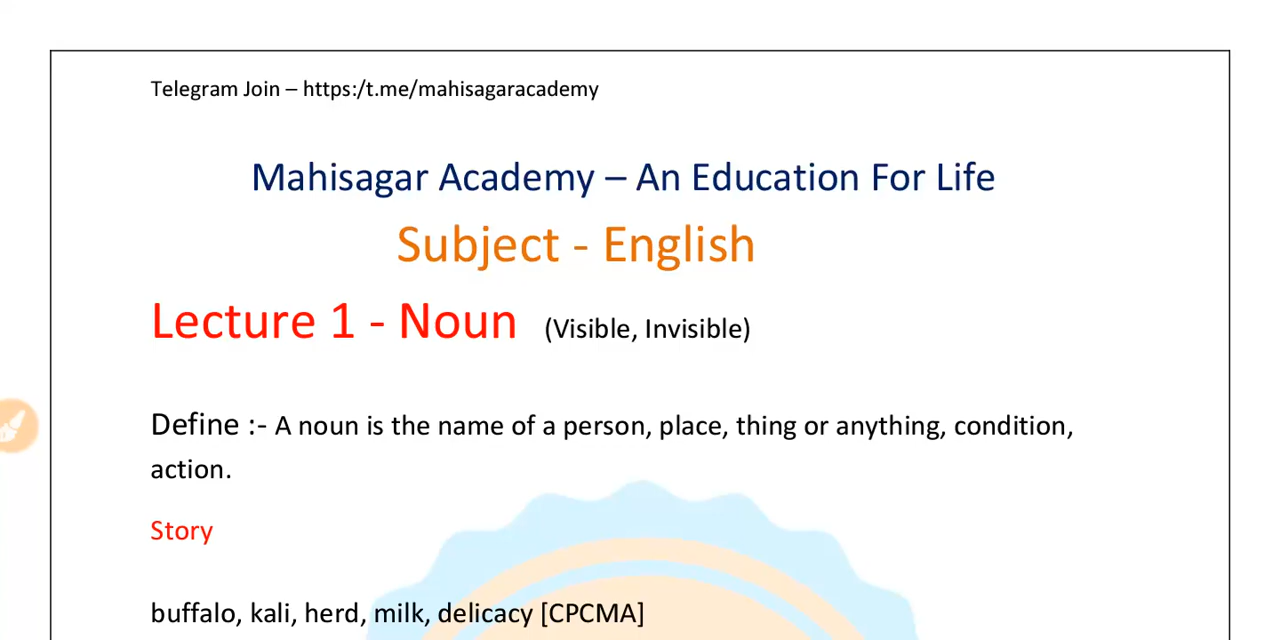 Telegram Join – https:/t.me/mahisagaracademy
Mahisagar Academy – An Education For Life
Subject - English
Lecture 1 - Noun (Visible, Invisible)
Define :- A noun is the name of a person, place, thing or anything, condition,
action.
Story
buffalo, kali, herd, milk, delicacy [CPCMA]